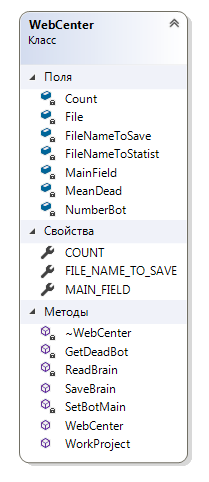 WebCenter
Класс
Поля
Count
File
FileNameToSave
FileNameToStatist
MainField
MeanDead
NumberBot
Свойства
COUNT
FILE_NAME_TO_SAVE
MAIN_FIELD
Методы
~WebCenter
GetDeadBot
ReadBrain
SaveBrain
SetBotMain
WebCenter
WorkProject